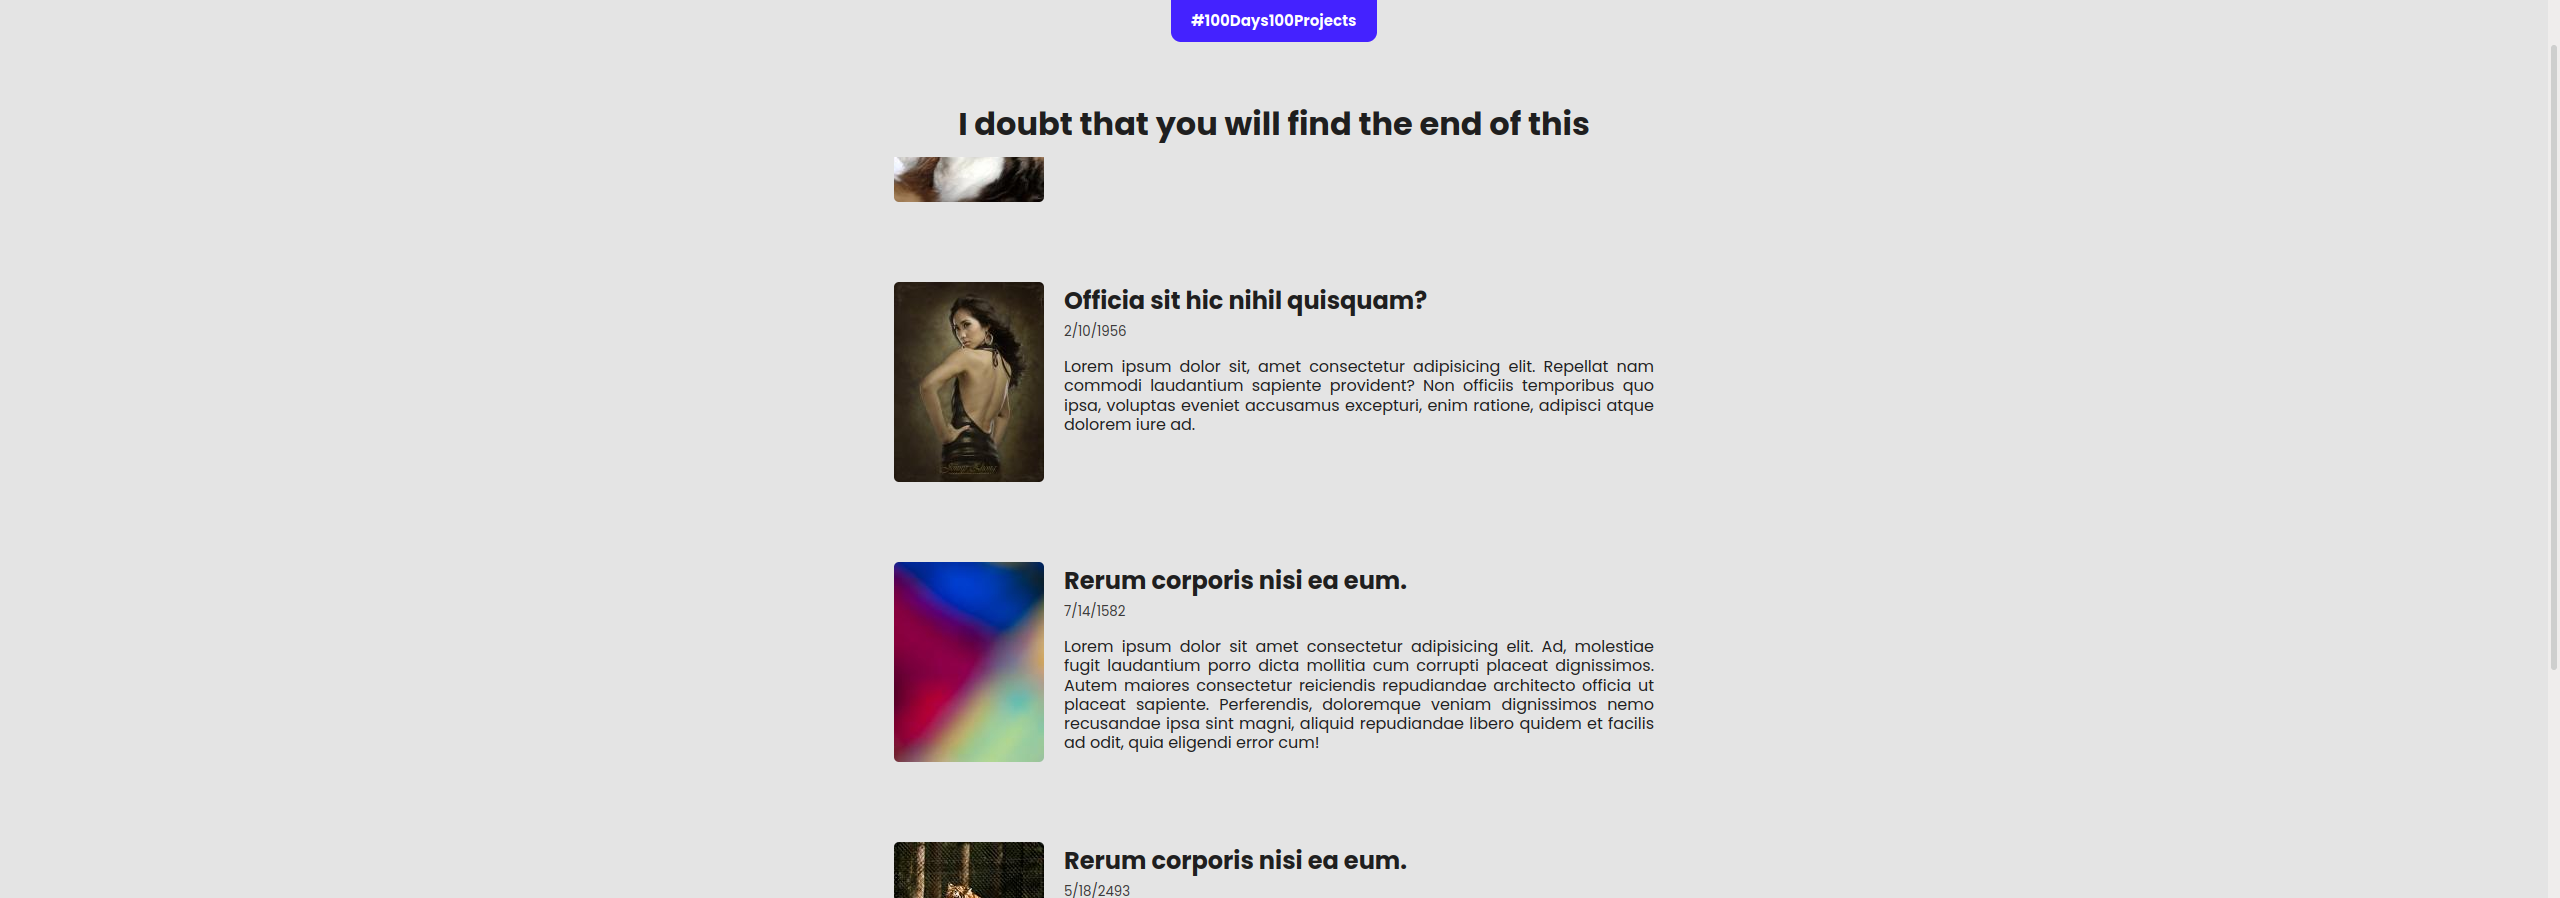 #100Days100Projects
I doubt that you will find the end of this
Officia sit hic nihil quisquam?
2/10/1956
Lorem ipsum dolor sit, amet consectetur adipisicing elit. Repellat nam
commodi laudantium sapiente provident? Non officiis temporibus quo
ipsa, voluptas eveniet accusamus excepturi, enim ratione, adipisci atque
dolorem iure ad.
Rerum corporis nisi ea eum.
7/14/1582
Lorem ipsum dolor sit amet consectetur adipisicing elit. Ad, molestiae
fugit laudantium porro dicta mollitia cum corrupti placeat dignissimos.
Autem maiores consectetur reiciendis repudiandae architecto officia ut
placeat sapiente. Perferendis, doloremque veniam dignissimos nemo
recusandae ipsa sint magni, aliquid repudiandae libero quidem et facilis
ad odit, quia eligendi error cum!
Rerum corporis nisi ea eum.
5/18/2493